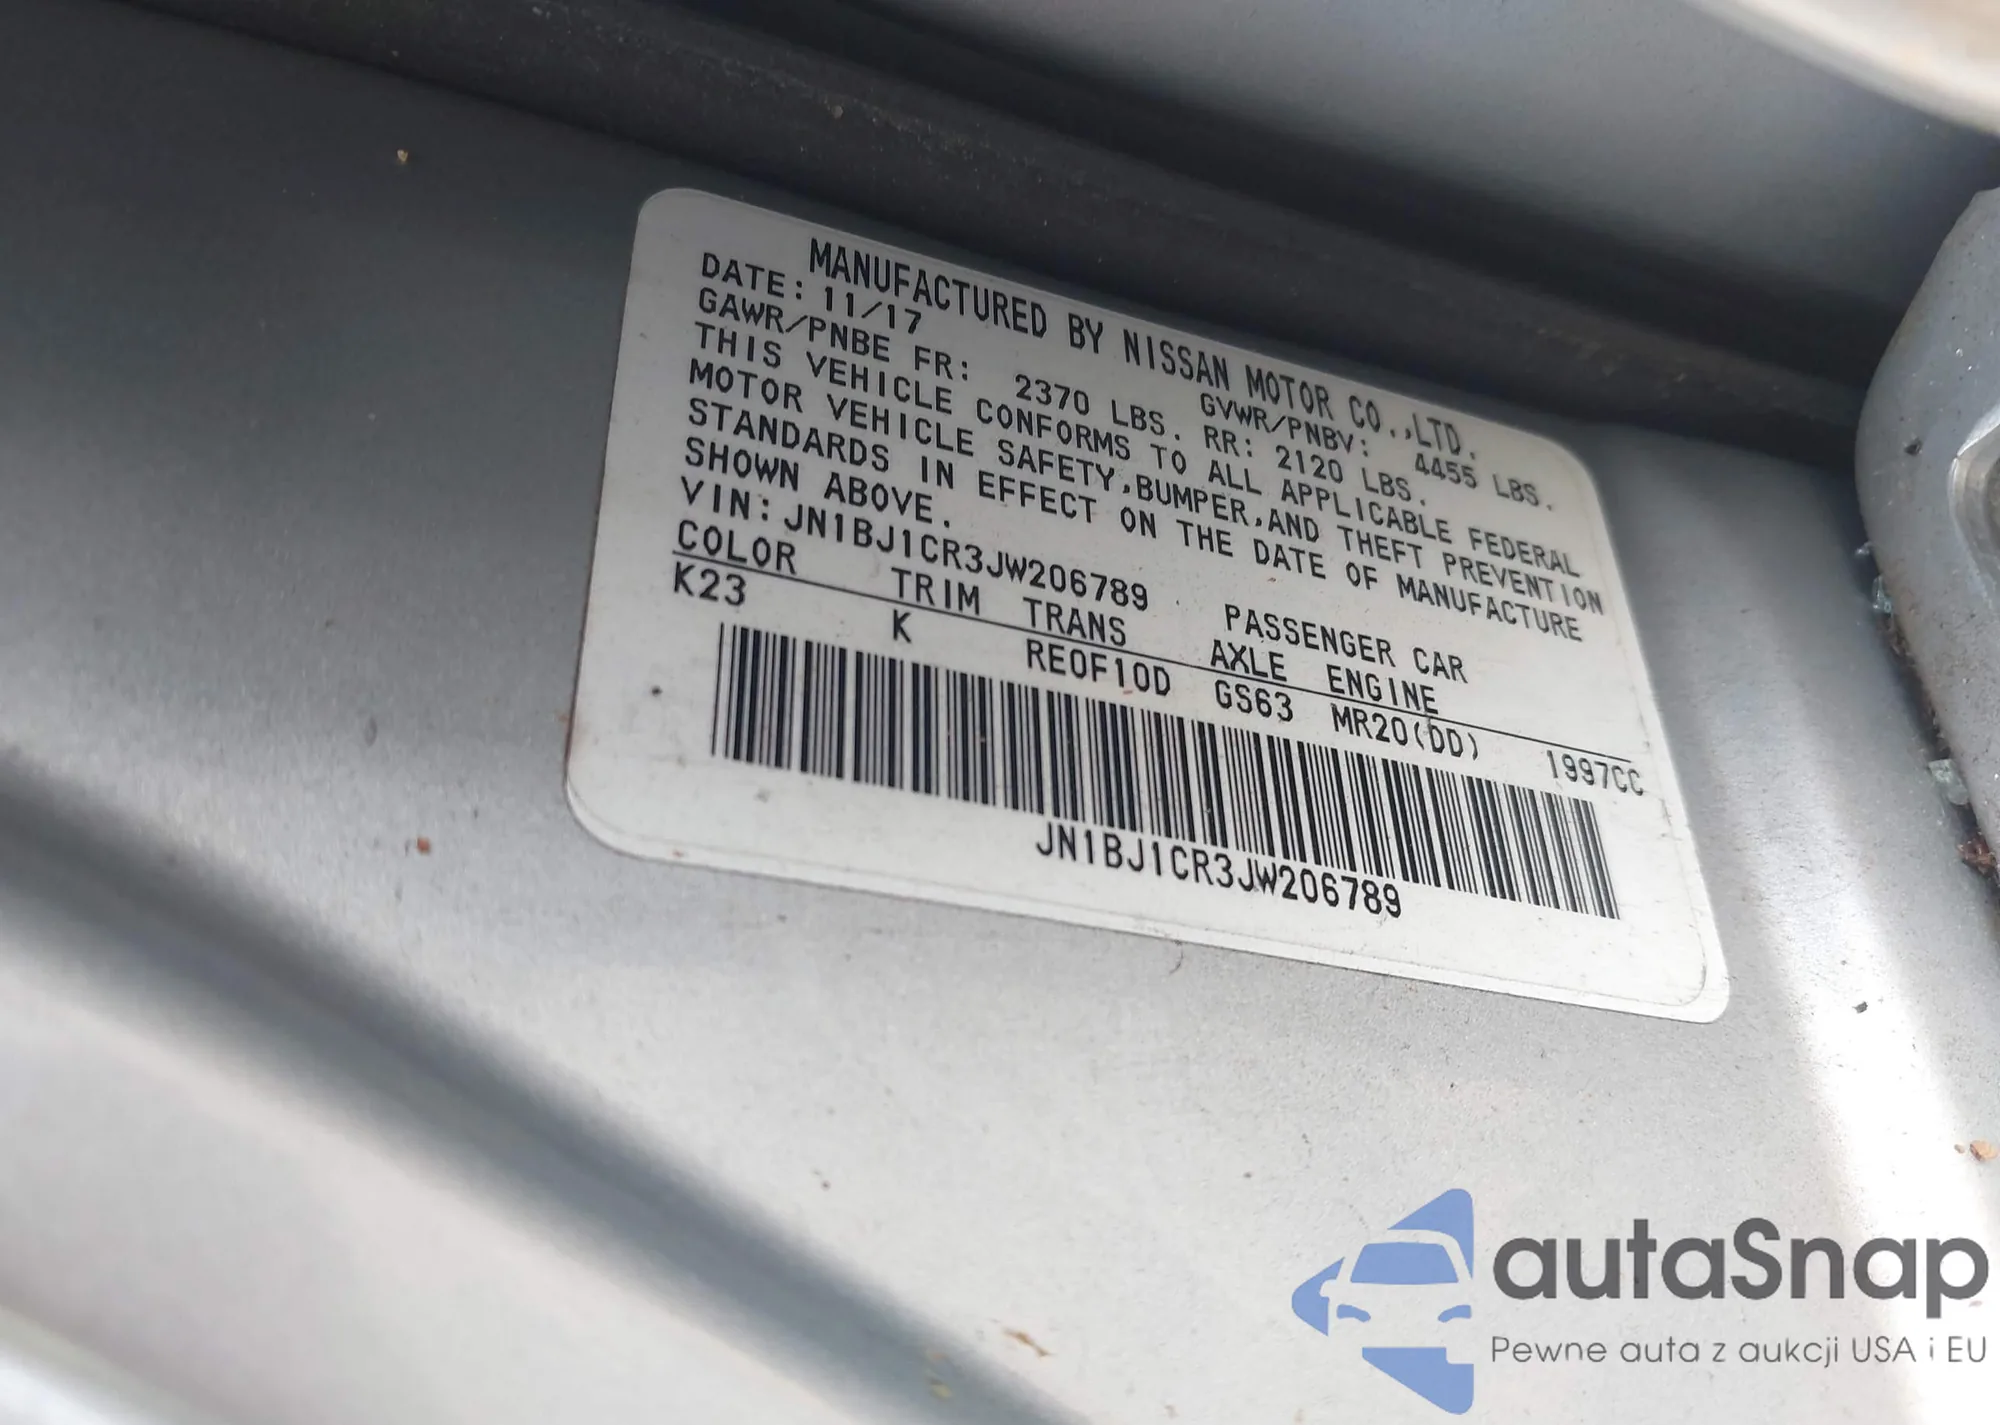 MANUFACTURED BY NISSAN MOTOR CO.,LTD.
DATE: 11/17 GVWR/PNBV: 4455 LBS.
GAWR/PNBE FR: 2370 LBS. RR: 2120 LBS.
THIS VEHICLE CONFORMS TO ALL APPLICABLE FEDERAL
MOTOR VEHICLE SAFETY,BUMPER,AND THEFT PREVENTION
STANDARDS IN EFFECT ON THE DATE OF MANUFACTURE
SHOWN ABOVE.
VIN:JN1BJ1CR3JW206789 PASSENGER CAR
COLOR TRIM TRANS AXLE ENGINE
K23 K RE0F10D GS63 MR20(DD) 1997CC
JN1BJ1CR3JW206789
autaSnap
Pewne auta z aukcji USA i EU